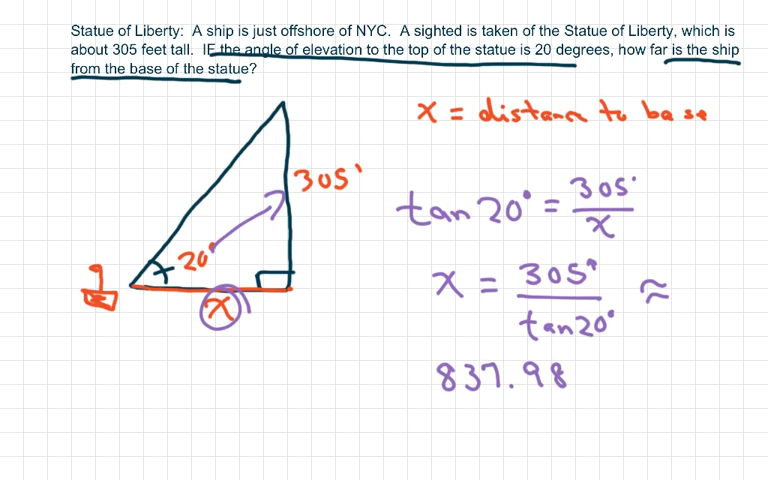 Statue of Liberty:  A ship is just offshore of NYC.  A sighted is taken of the Statue of Liberty, which is
about 305 feet tall.  IF the angle of elevation to the top of the statue is 20 degrees, how far is the ship
from the base of the statue?
x = distance to base
305'
tan 20° = 305' / x
20°
x = 305' / tan 20° ≈
x
837.98